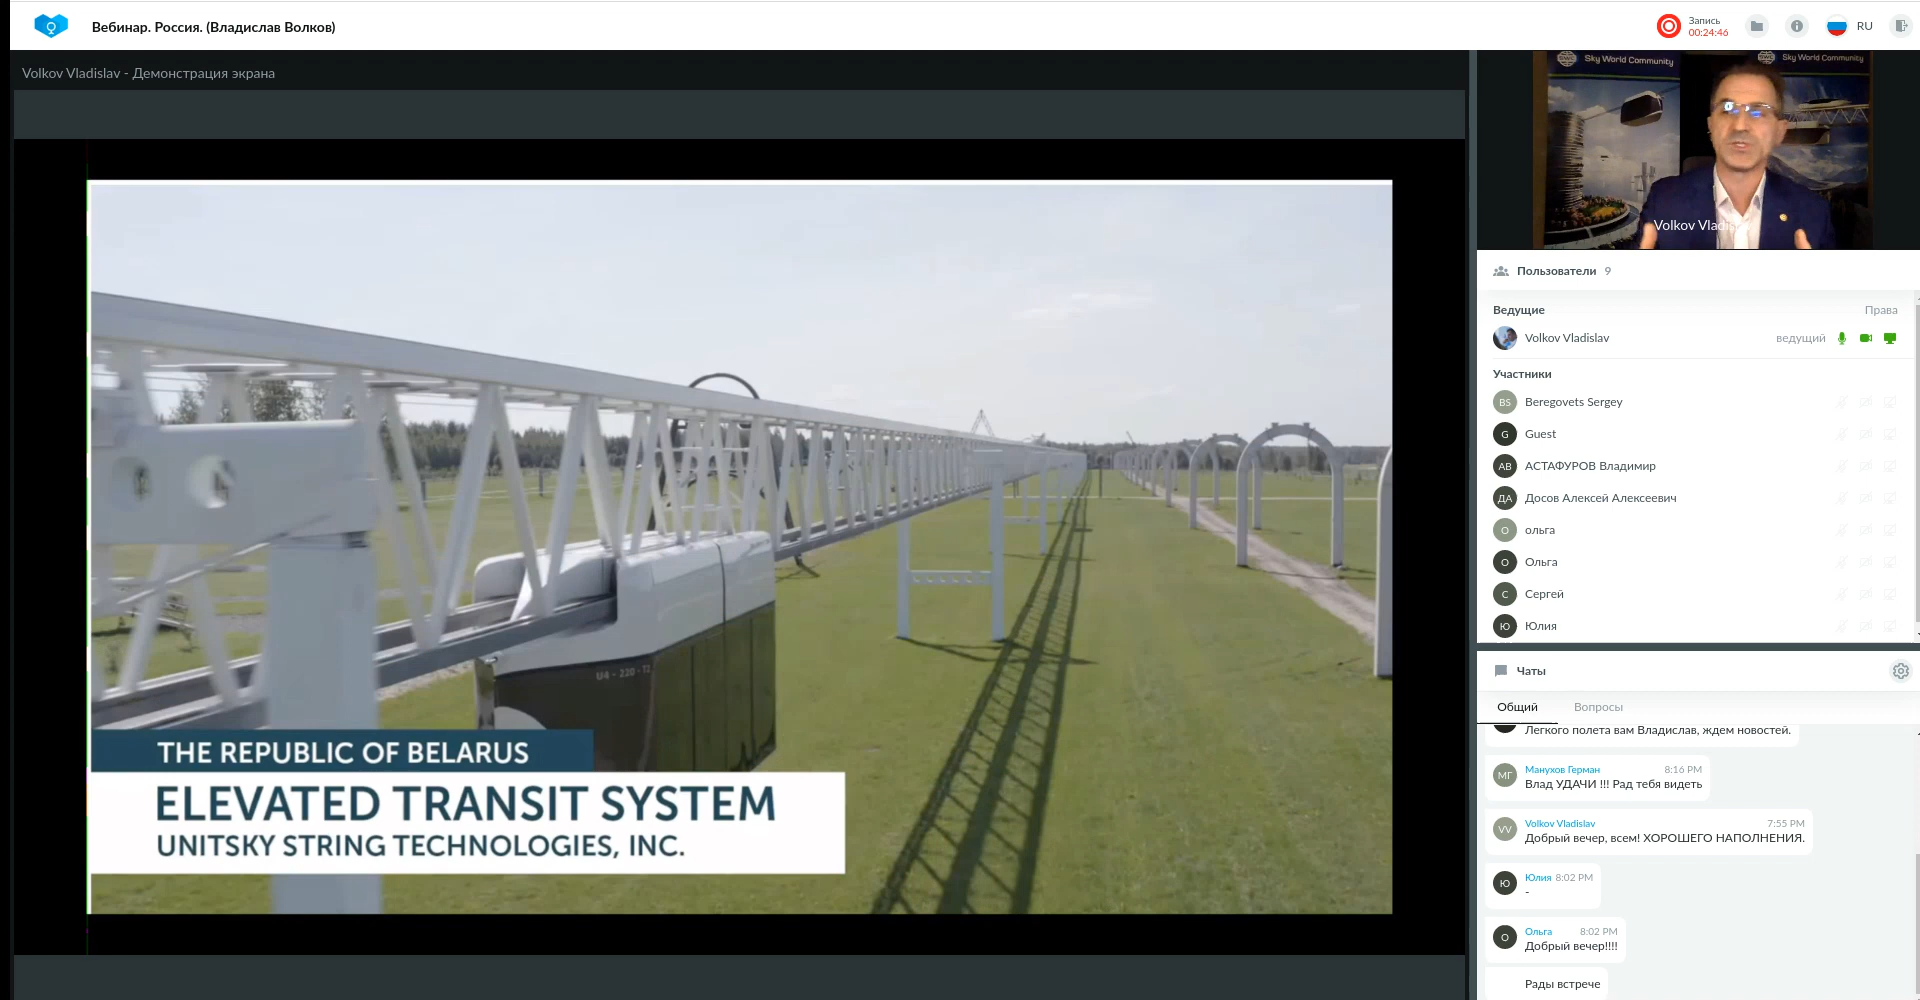 Вебинар. Россия. (Владислав Волков)
Запись
00:24:46
RU
Volkov Vladislav - Демонстрация экрана
Sky World Community
Sky World Community
Volkov Vladis
U4 - 220 - 12
THE REPUBLIC OF BELARUS
ELEVATED TRANSIT SYSTEM
UNITSKY STRING TECHNOLOGIES, INC.
Пользователи 9
Ведущие Права
Volkov Vladislav ведущий
Участники
BS Beregovets Sergey
G Guest
АВ АСТАФУРОВ Владимир
ДА Досов Алексей Алексеевич
О ольга
О Ольга
С Сергей
Ю Юлия
Чаты
Общий Вопросы
Легкого полета вам Владислав, ждем новостей.
МГ Манухов Герман 8:16 PM
Влад УДАЧИ !!! Рад тебя видеть
VV Volkov Vladislav 7:55 PM
Добрый вечер, всем! ХОРОШЕГО НАПОЛНЕНИЯ.
Ю Юлия 8:02 PM
-
О Ольга 8:02 PM
Добрый вечер!!!!
Рады встрече